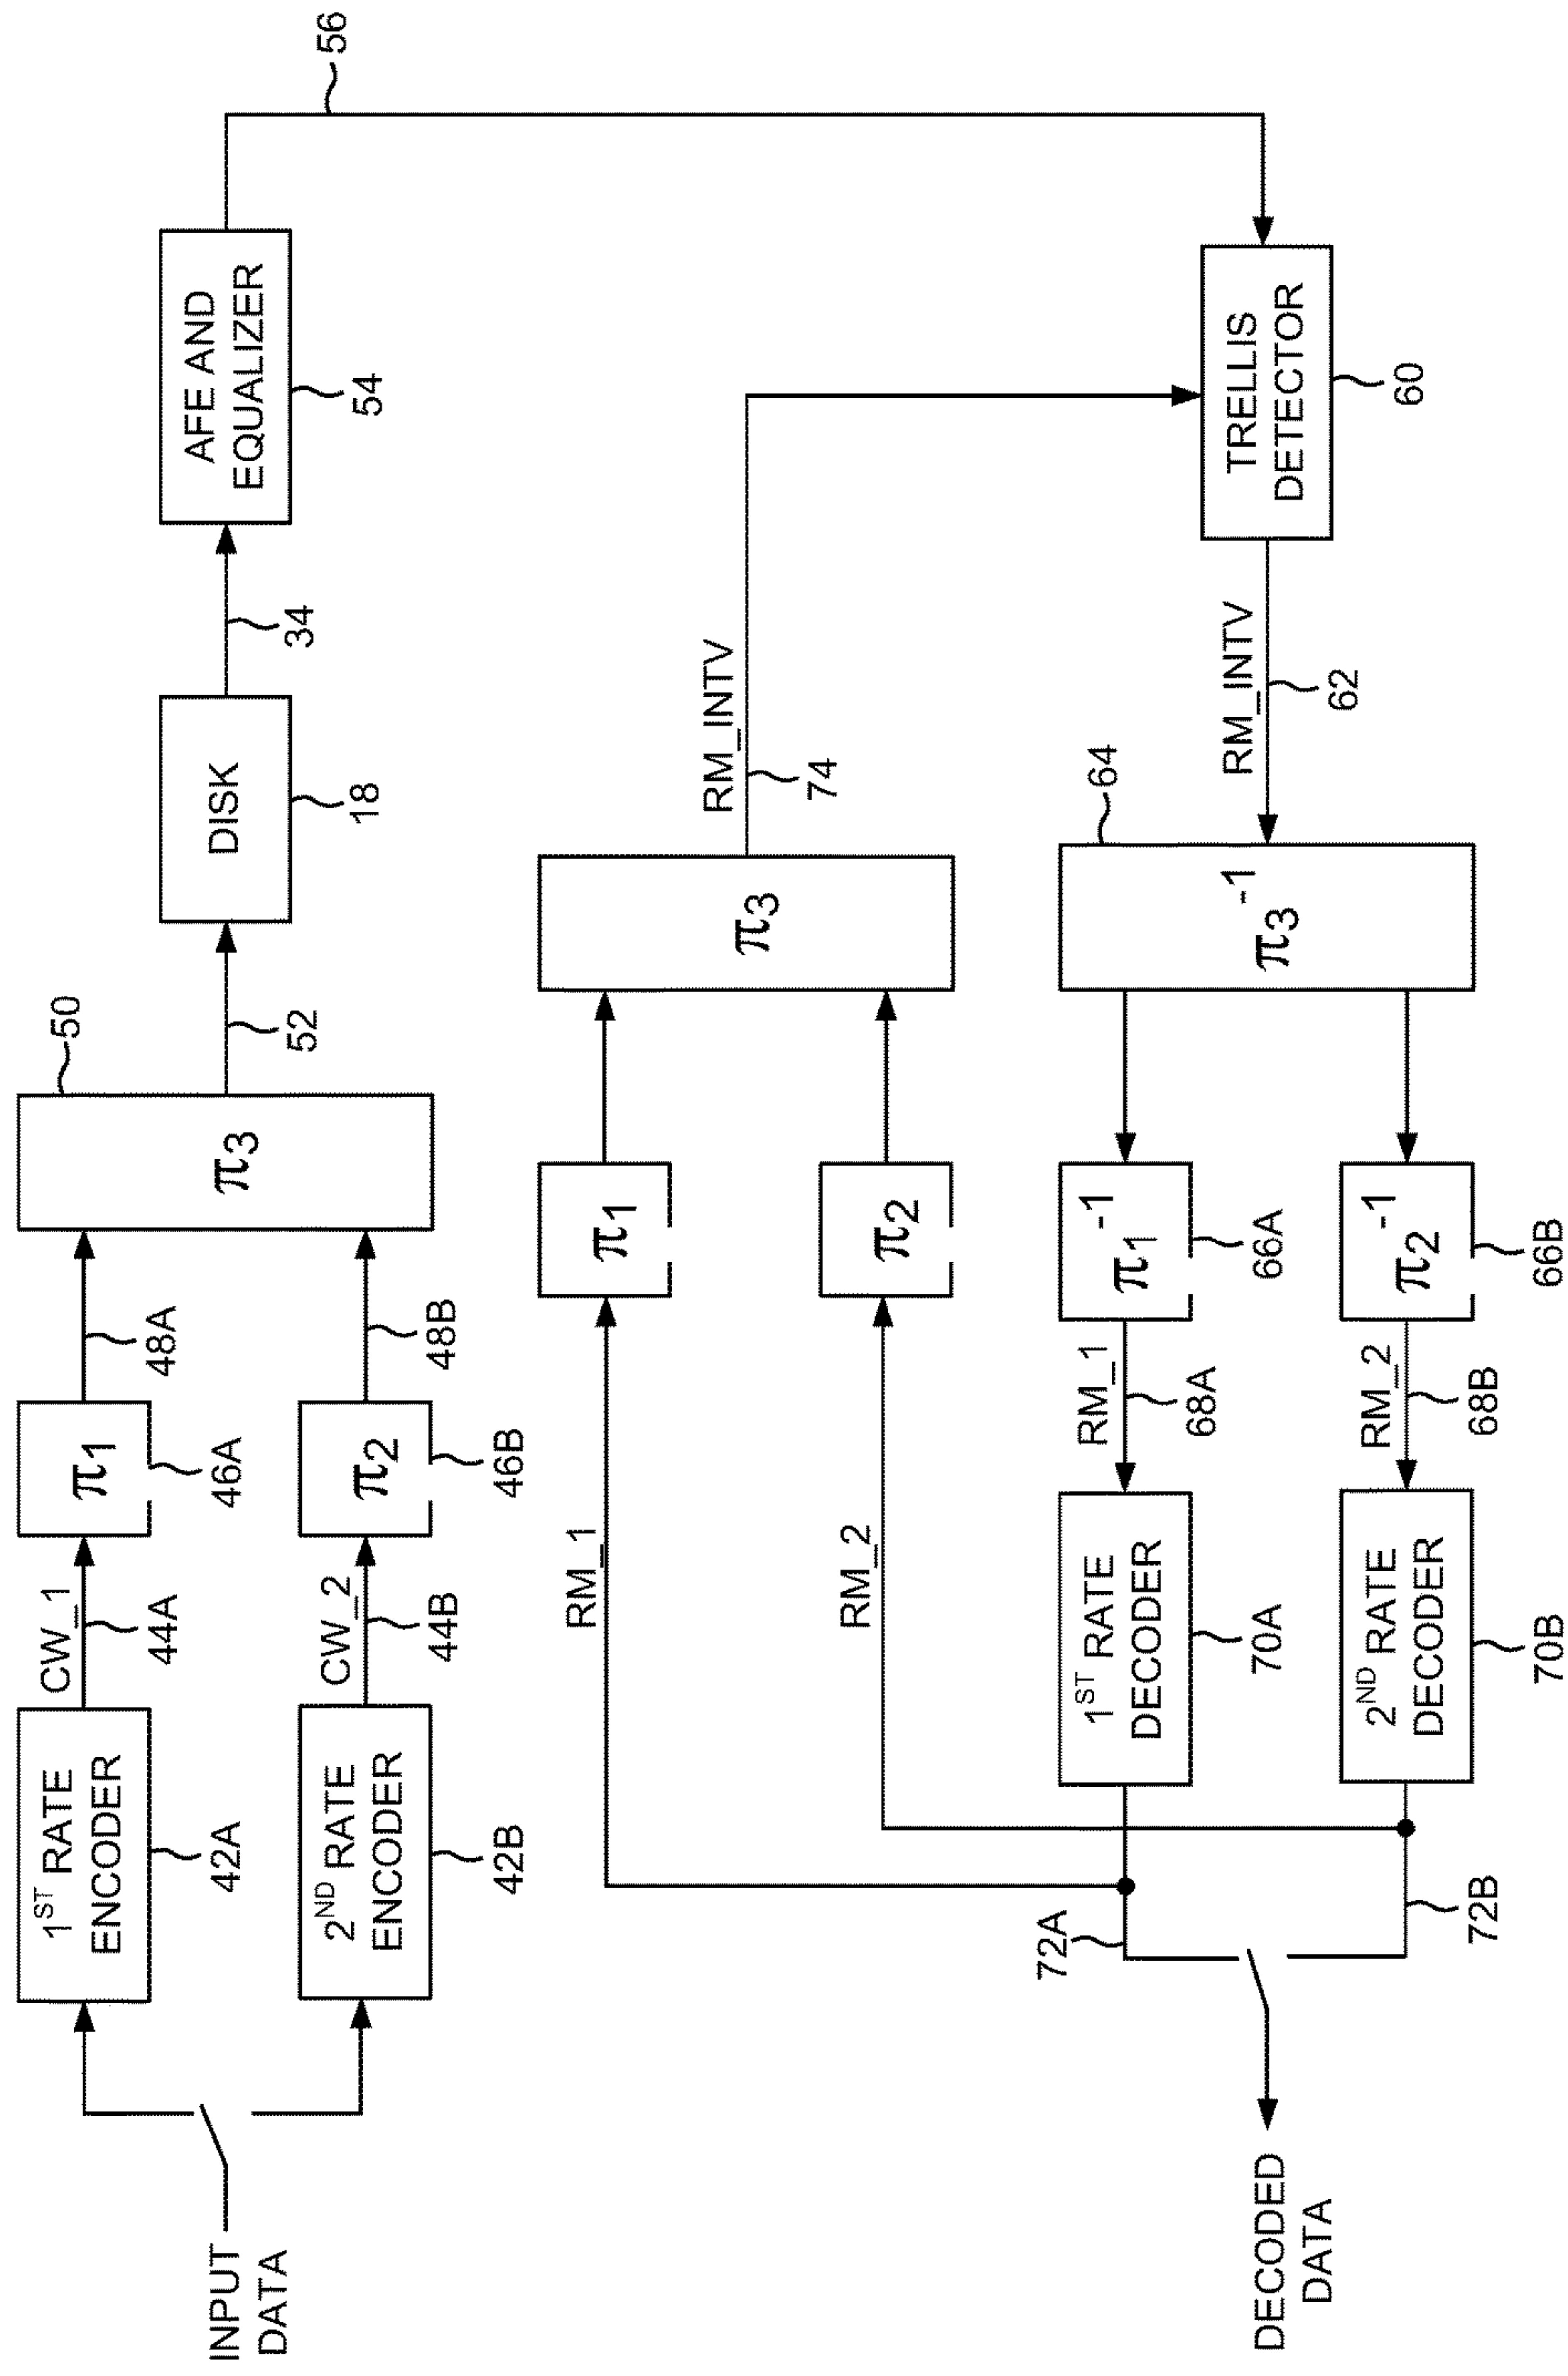 INPUT
DATA
1ST RATE
ENCODER
42A
CW_1
44A
π1
46A
48A
2ND RATE
ENCODER
42B
CW_2
44B
π2
46B
48B
π3
50
52
DISK
18
34
AFE AND
EQUALIZER
54
56
RM_1
π1
RM_2
π2
π3
RM_INTV
74
TRELLIS
DETECTOR
60
RM_INTV
62
π3-1
64
π1-1
66A
RM_1
68A
1ST RATE
DECODER
70A
72A
π2-1
66B
RM_2
68B
2ND RATE
DECODER
70B
72B
DECODED
DATA